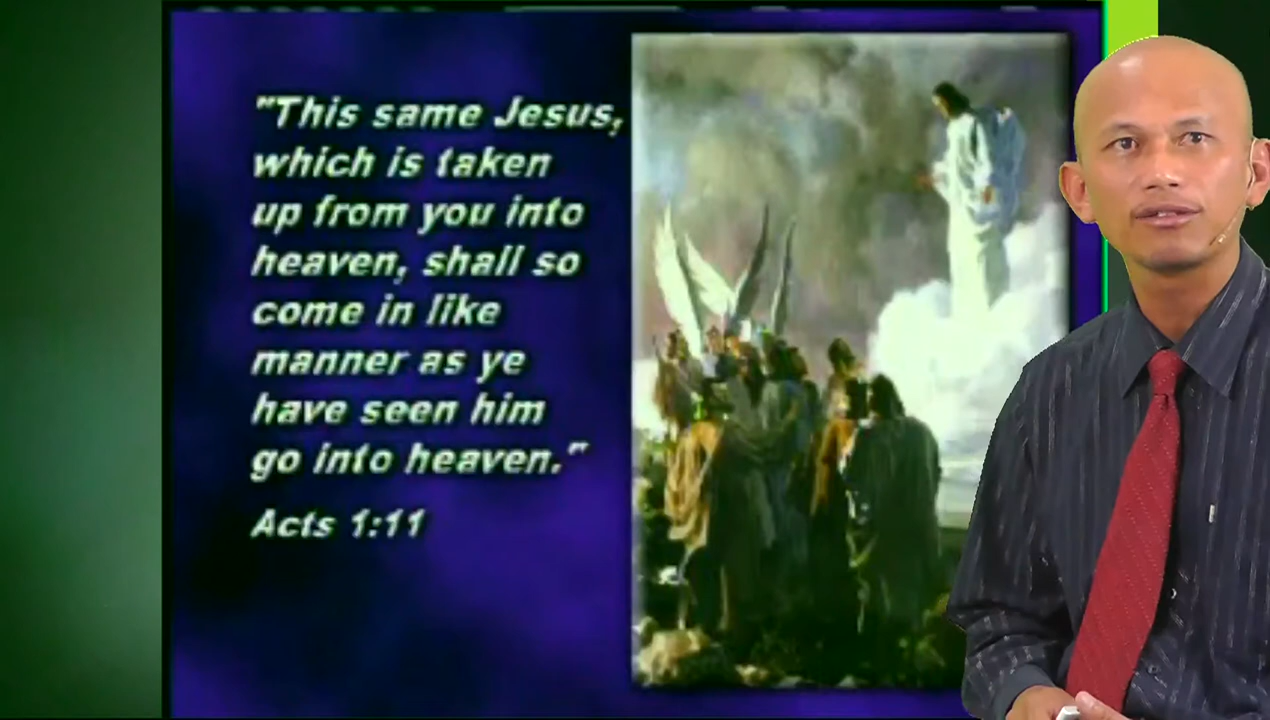 "This same Jesus,
which is taken
up from you into
heaven, shall so
come in like
manner as ye
have seen him
go into heaven."
Acts 1:11